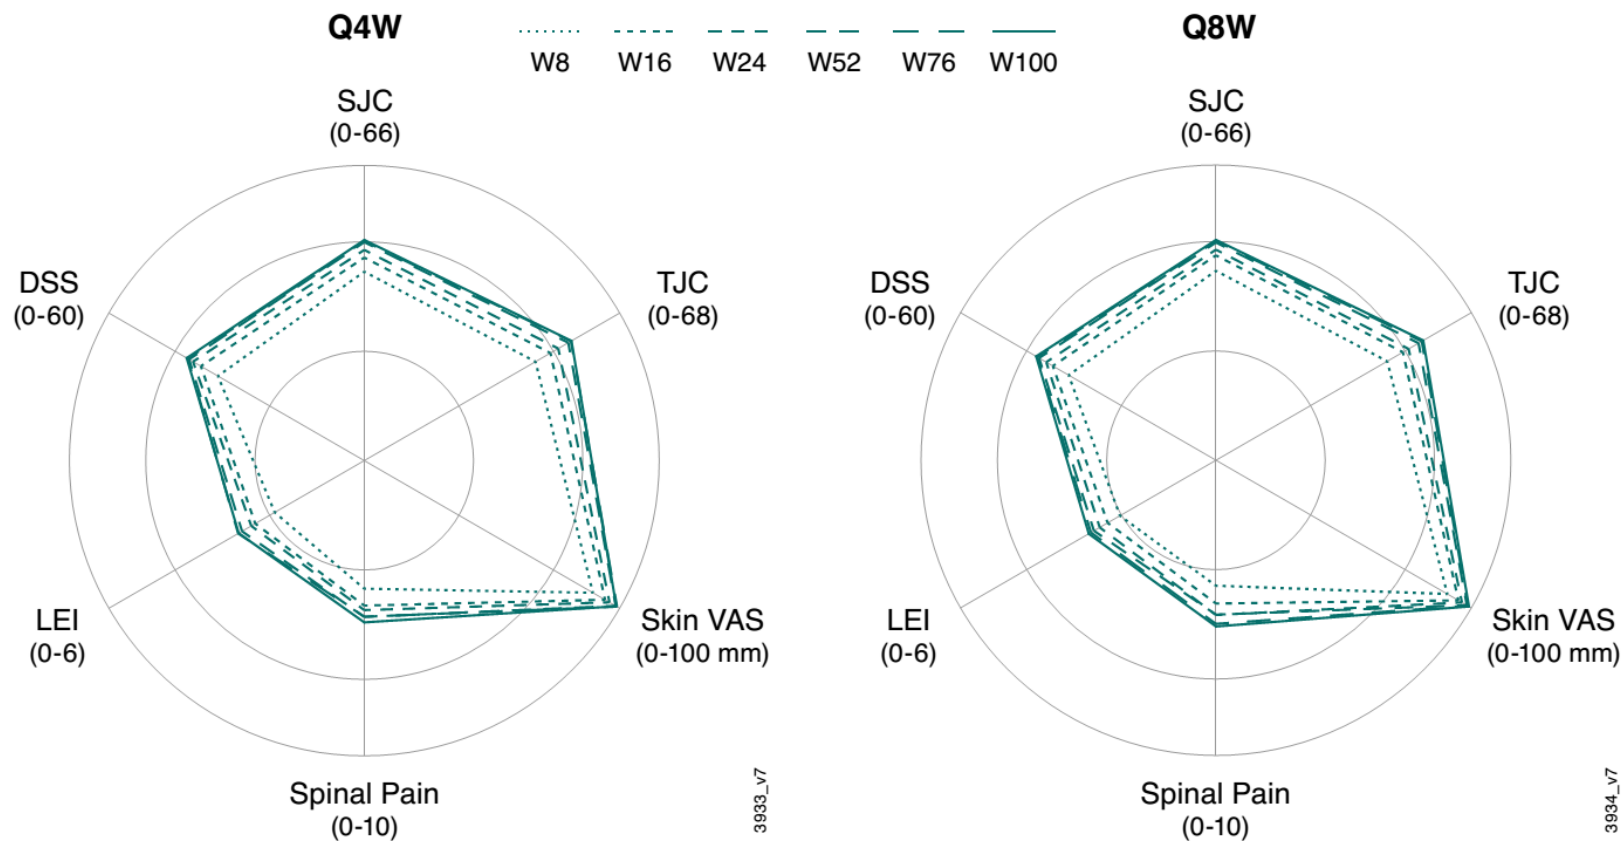 Q4W
Q8W
W8 W16 W24 W52 W76 W100
SJC
(0-66)
TJC
(0-68)
Skin VAS
(0-100 mm)
Spinal Pain
(0-10)
LEI
(0-6)
DSS
(0-60)
3933_v7
SJC
(0-66)
TJC
(0-68)
Skin VAS
(0-100 mm)
Spinal Pain
(0-10)
LEI
(0-6)
DSS
(0-60)
3934_v7